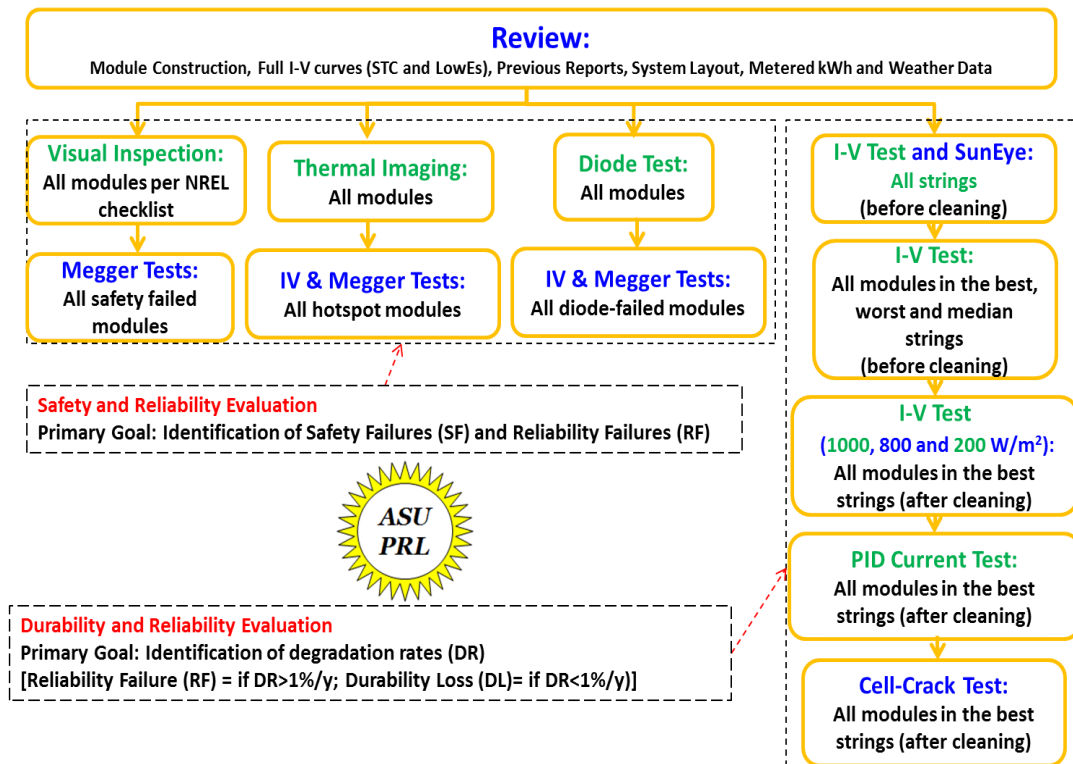 Review:
Module Construction, Full I-V curves (STC and LowEs), Previous Reports, System Layout, Metered kWh and Weather Data
Visual Inspection:
All modules per NREL
checklist
Thermal Imaging:
All modules
Diode Test:
All modules
I-V Test and SunEye:
All strings
(before cleaning)
Megger Tests:
All safety failed
modules
IV & Megger Tests:
All hotspot modules
IV & Megger Tests:
All diode-failed modules
I-V Test:
All modules in the best,
worst and median
strings
(before cleaning)
Safety and Reliability Evaluation
Primary Goal: Identification of Safety Failures (SF) and Reliability Failures (RF)
I-V Test
(1000, 800 and 200 W/m²):
All modules in the best
strings (after cleaning)
ASU
PRL
PID Current Test:
All modules in the best
strings (after cleaning)
Durability and Reliability Evaluation
Primary Goal: Identification of degradation rates (DR)
[Reliability Failure (RF) = if DR>1%/y; Durability Loss (DL)= if DR<1%/y)]
Cell-Crack Test:
All modules in the best
strings (after cleaning)